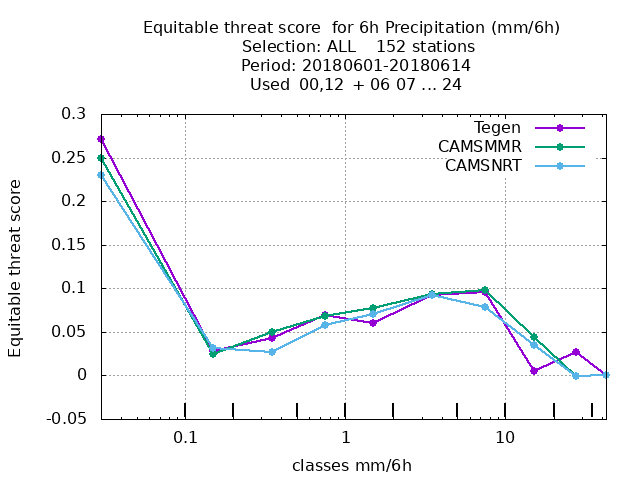 Equitable threat score  for 6h Precipitation (mm/6h)
Selection: ALL    152 stations
Period: 20180601-20180614
Used  00,12  + 06 07 ... 24
Tegen
CAMSMMR
CAMSNRT
0.3
0.25
0.2
0.15
0.1
0.05
0
-0.05
Equitable threat score
0.1 1 10
classes mm/6h